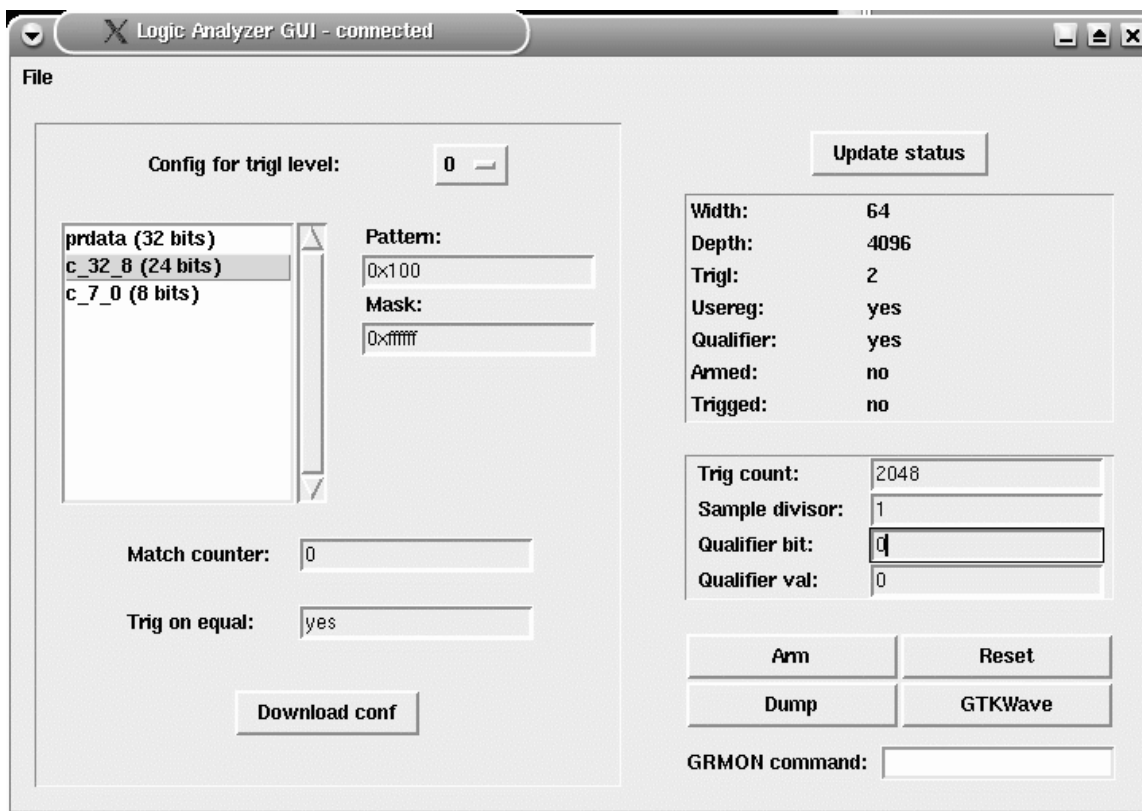 Logic Analyzer GUI - connected
File
Config for trigl level: 0
prdata (32 bits)
c_32_8 (24 bits)
c_7_0 (8 bits)
Pattern:
0x100
Mask:
0xffffff
Match counter: 0
Trig on equal: yes
Download conf
Update status
Width: 64
Depth: 4096
Trigl: 2
Usereg: yes
Qualifier: yes
Armed: no
Trigged: no
Trig count: 2048
Sample divisor: 1
Qualifier bit: 0
Qualifier val: 0
Arm Reset
Dump GTKWave
GRMON command: